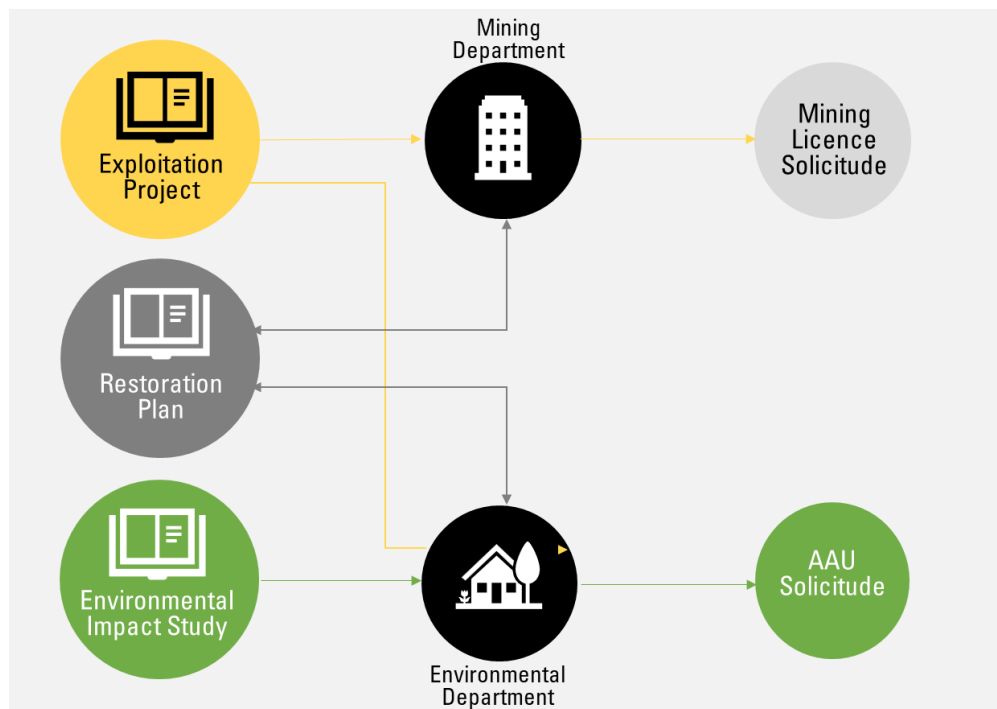 Mining
Department
Exploitation
Project
Mining
Licence
Solicitude
Restoration
Plan
Environmental
Impact Study
AAU
Solicitude
Environmental
Department